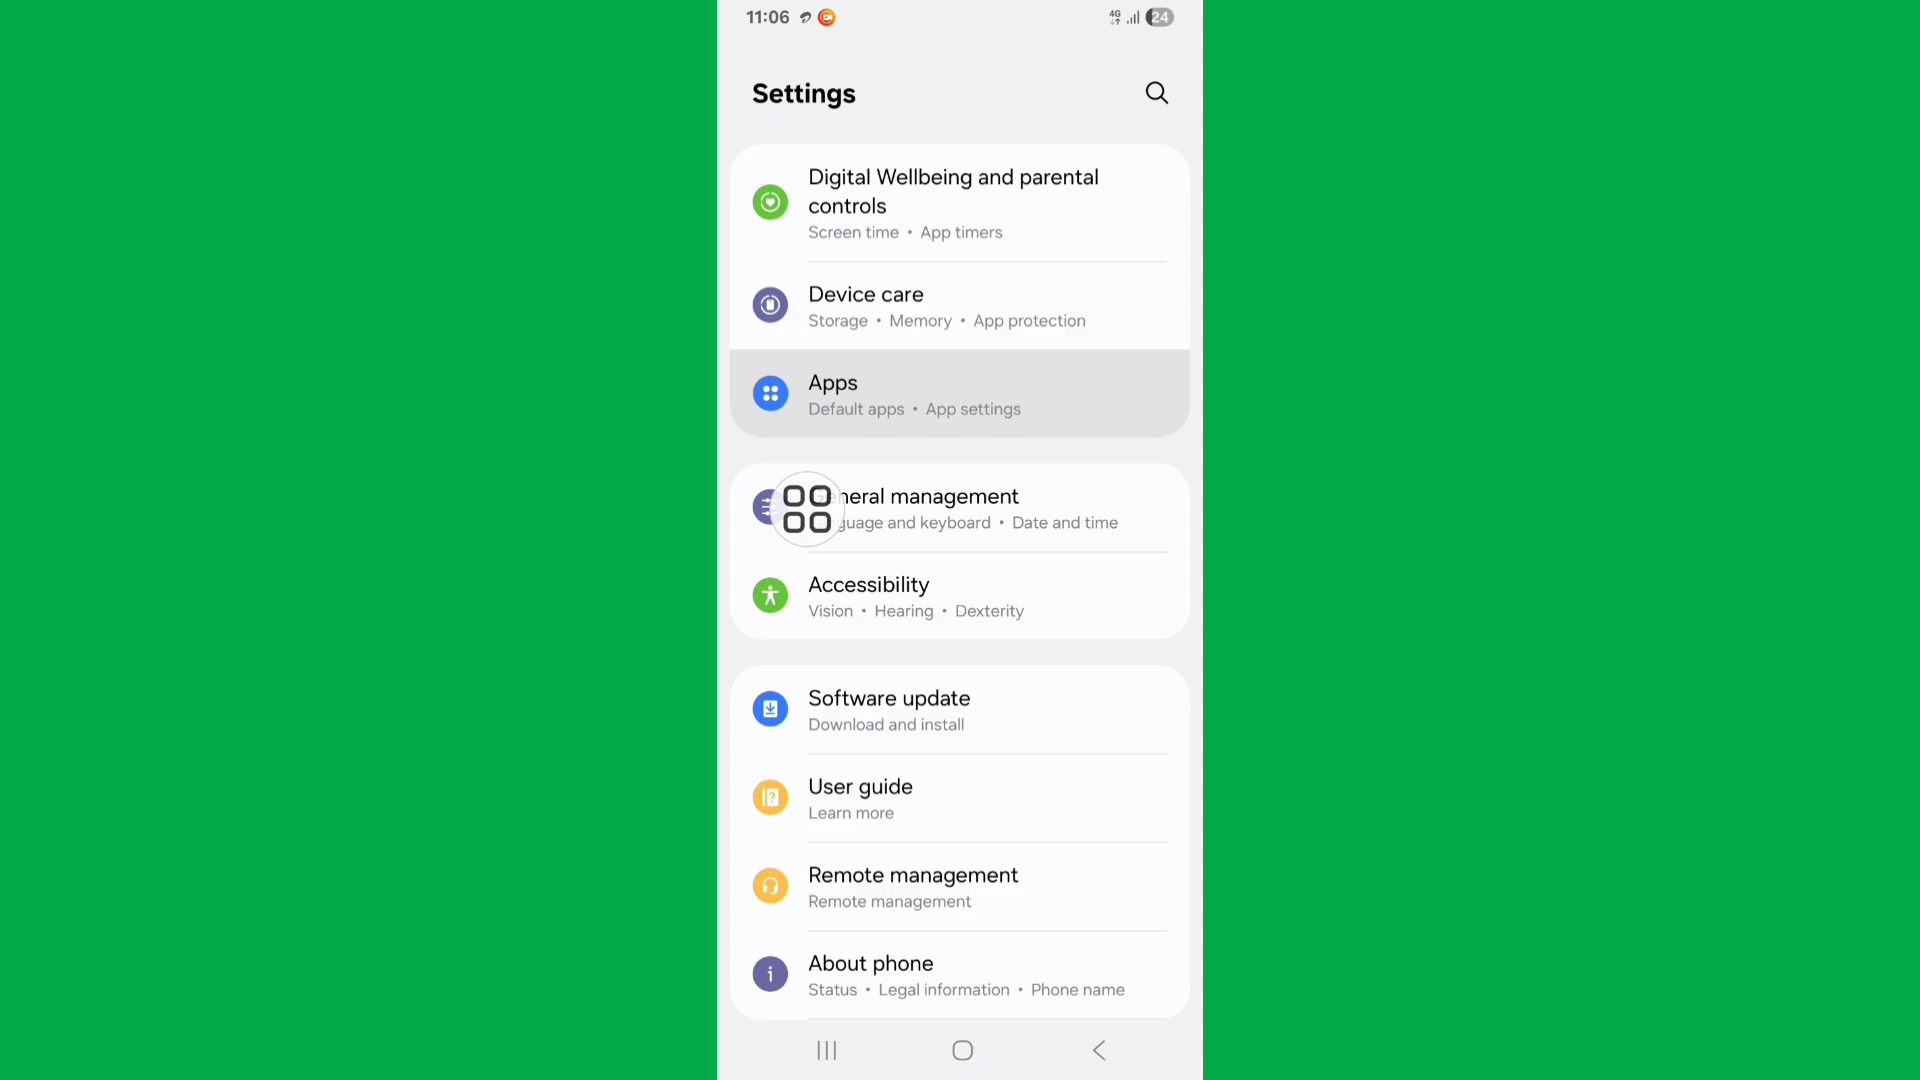 11:06
4G
24
Settings
Digital Wellbeing and parental
controls
Screen time • App timers
Device care
Storage • Memory • App protection
Apps
Default apps • App settings
neral management
guage and keyboard • Date and time
Accessibility
Vision • Hearing • Dexterity
Software update
Download and install
User guide
Learn more
Remote management
Remote management
About phone
Status • Legal information • Phone name